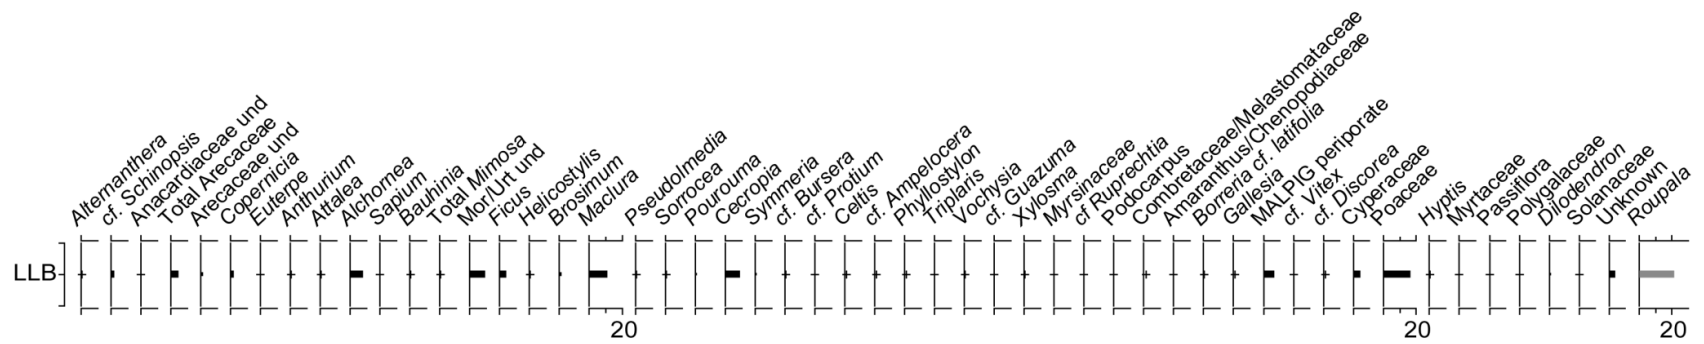 Alternanthera
cf. Schinopsis
Anacardiaceae und
Total Arecaceae
Arecaceae und
Copernicia
Euterpe
Anthurium
Attalea
Alchornea
Sapium
Bauhinia
Total Mimosa
Mor/Urt und
Ficus
Helicostylis
Brosimum
Maclura
Pseudolmedia
Sorrocea
Pourouma
Cecropia
Symmeria
cf. Bursera
cf. Protium
Celtis
cf. Ampelocera
Phyllostylon
Triplaris
Vochysia
cf. Guazuma
Xylosma
Myrsinaceae
cf Ruprechtia
Podocarpus
Combretaceae/Melastomataceae
Amaranthus/Chenopodiaceae
Borreria cf. latifolia
Gallesia
MALPIG periporate
cf. Vitex
cf. Discorea
Cyperaceae
Poaceae
Hyptis
Myrtaceae
Passiflora
Polygalaceae
Dilodendron
Solanaceae
Unknown
Roupala
LLB
20
20
20